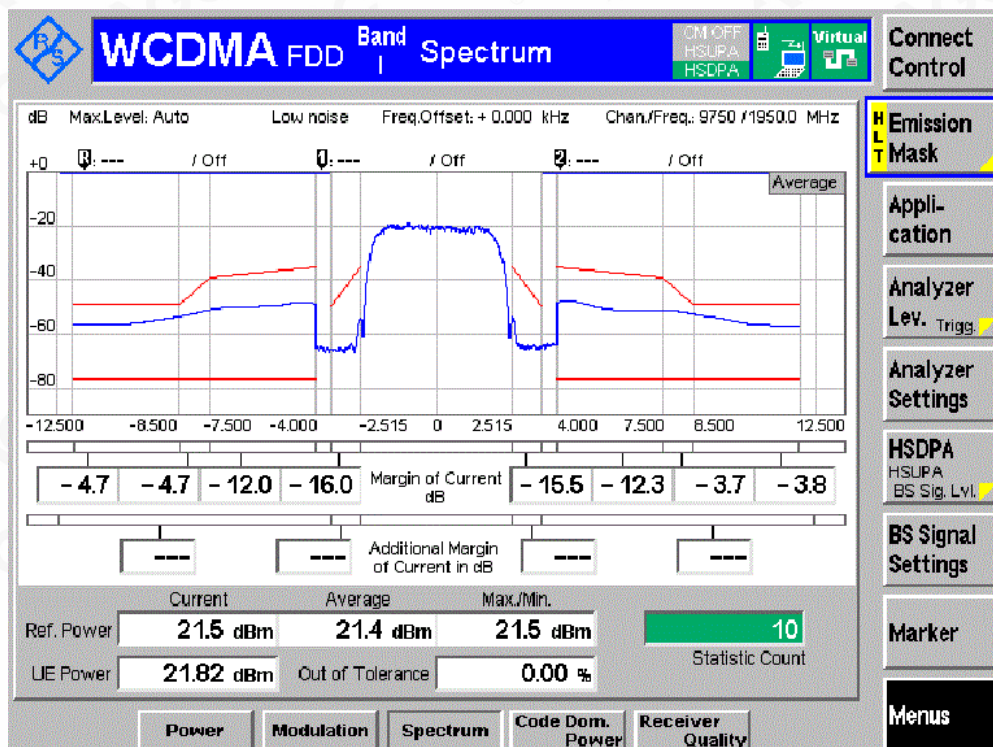 R S
WCDMA FDD Band I Spectrum
CM OFF
HSUPA
HSDPA
Virtual
Connect Control
dB Max.Level: Auto Low noise Freq.Offset: + 0.000 kHz Chan./Freq.: 9750 / 1950.0 MHz
HLT Emission Mask
+0 R: --- / Off 1: --- / Off 2: --- / Off
Average
-20
-40
-60
-80
-12.500 -8.500 -7.500 -4.000 -2.515 0 2.515 4.000 7.500 8.500 12.500
Appli-
cation
Analyzer
Lev. Trigg.
Analyzer
Settings
HSDPA
HSUPA
BS Sig. Lvl.
BS Signal
Settings
Marker
Menus
- 4.7 - 4.7 - 12.0 - 16.0 Margin of Current dB - 15.5 - 12.3 - 3.7 - 3.8
--- --- Additional Margin of Current in dB --- ---
Current Average Max./Min.
Ref. Power 21.5 dBm 21.4 dBm 21.5 dBm 10
Statistic Count
UE Power 21.82 dBm Out of Tolerance 0.00 %
Power Modulation Spectrum Code Dom. Power Receiver Quality